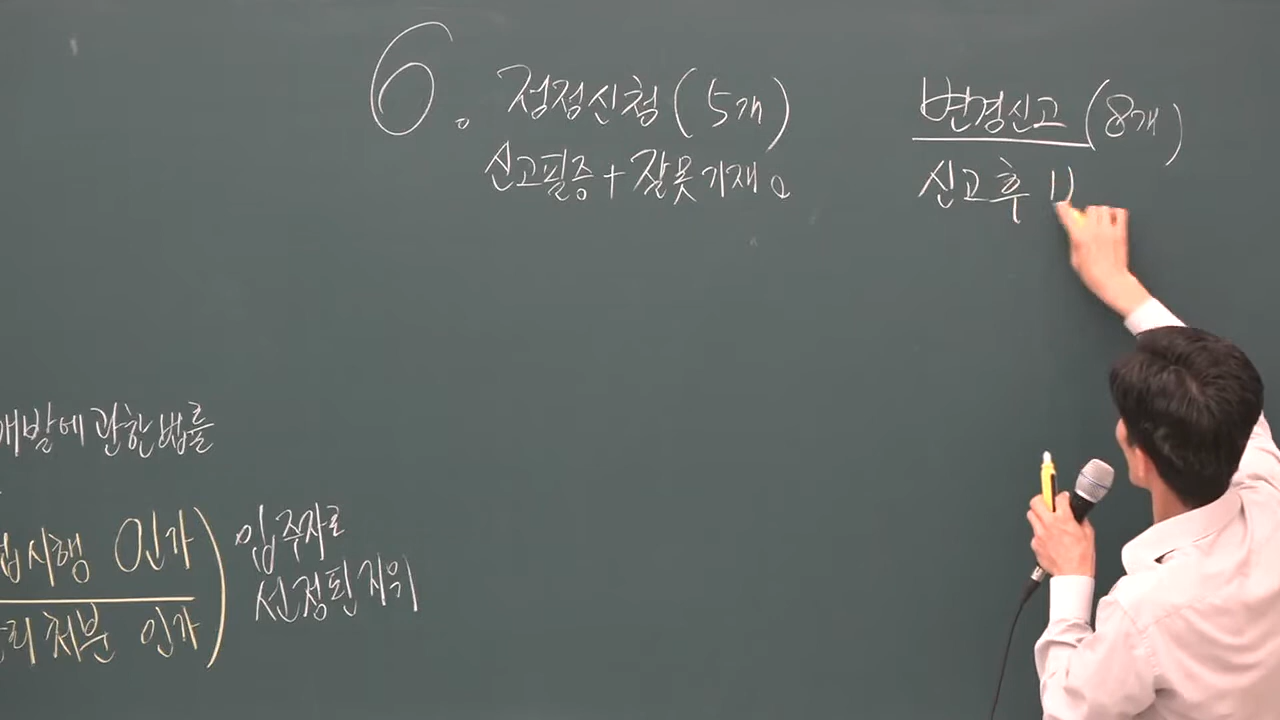 6. 정정신청(5개)
신고필증+잘못기재。
변경신고(8개)
신고후
개발에관한법률
시행 인가
처분 인가
입주자로
선정된지위